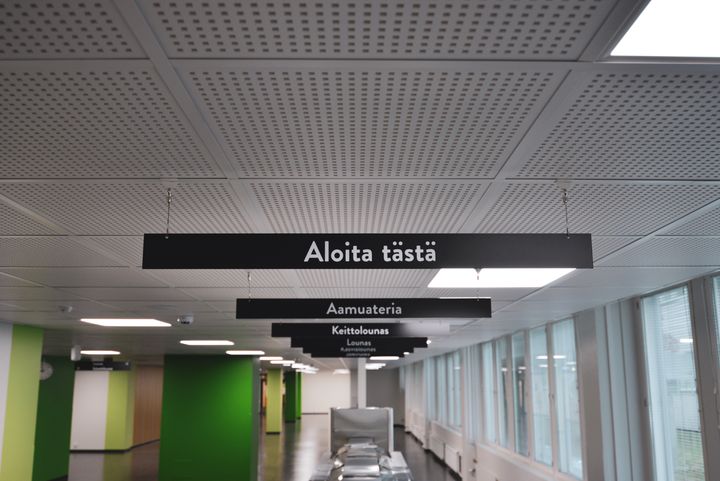 Aloita tästä
Aamuateria
Keittolounas
Lounas